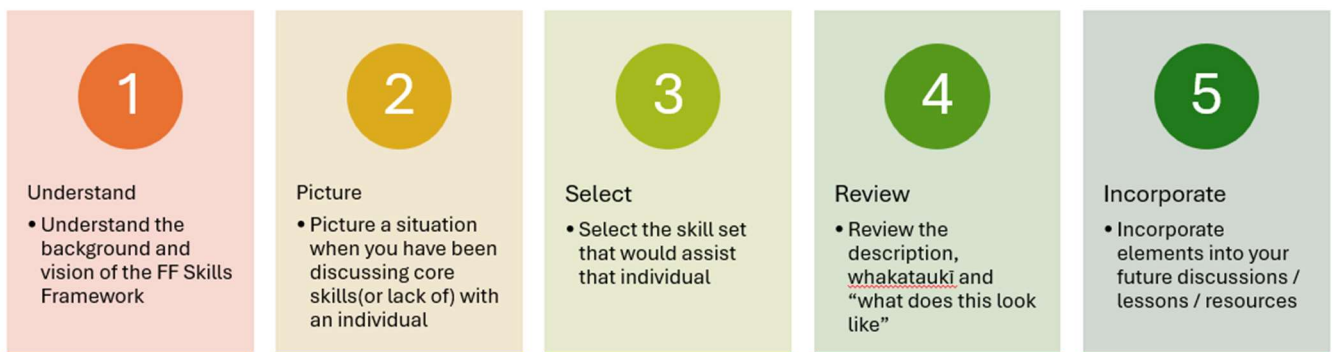 1
Understand
• Understand the
background and
vision of the FF Skills
Framework
2
Picture
• Picture a situation
when you have been
discussing core
skills(or lack of) with
an individual
3
Select
• Select the skill set
that would assist
that individual
4
Review
• Review the
description,
whakataukī and
“what does this look
like”
5
Incorporate
• Incorporate
elements into your
future discussions /
lessons / resources